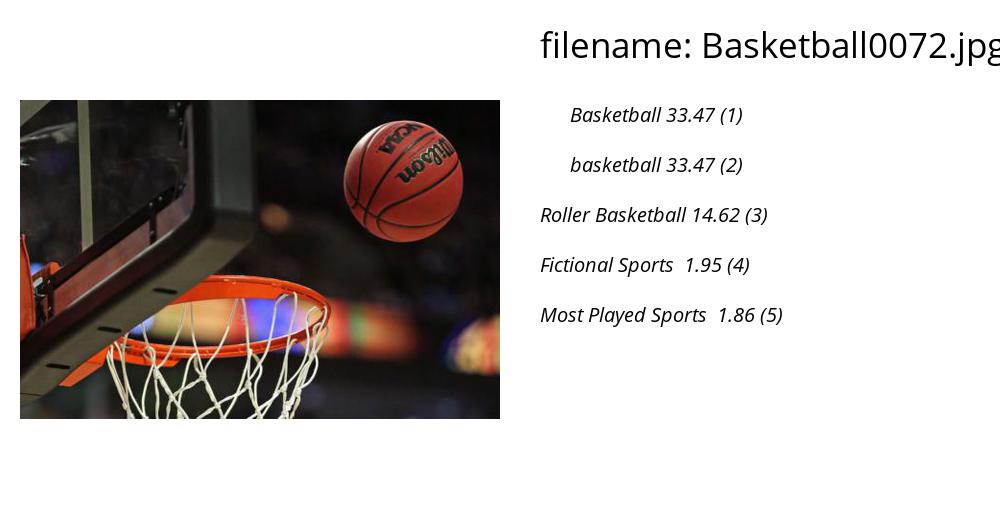 filename: Basketball0072.jpg
Basketball 33.47 (1)
basketball 33.47 (2)
Roller Basketball 14.62 (3)
Fictional Sports 1.95 (4)
Most Played Sports 1.86 (5)
NCAA
Wilson